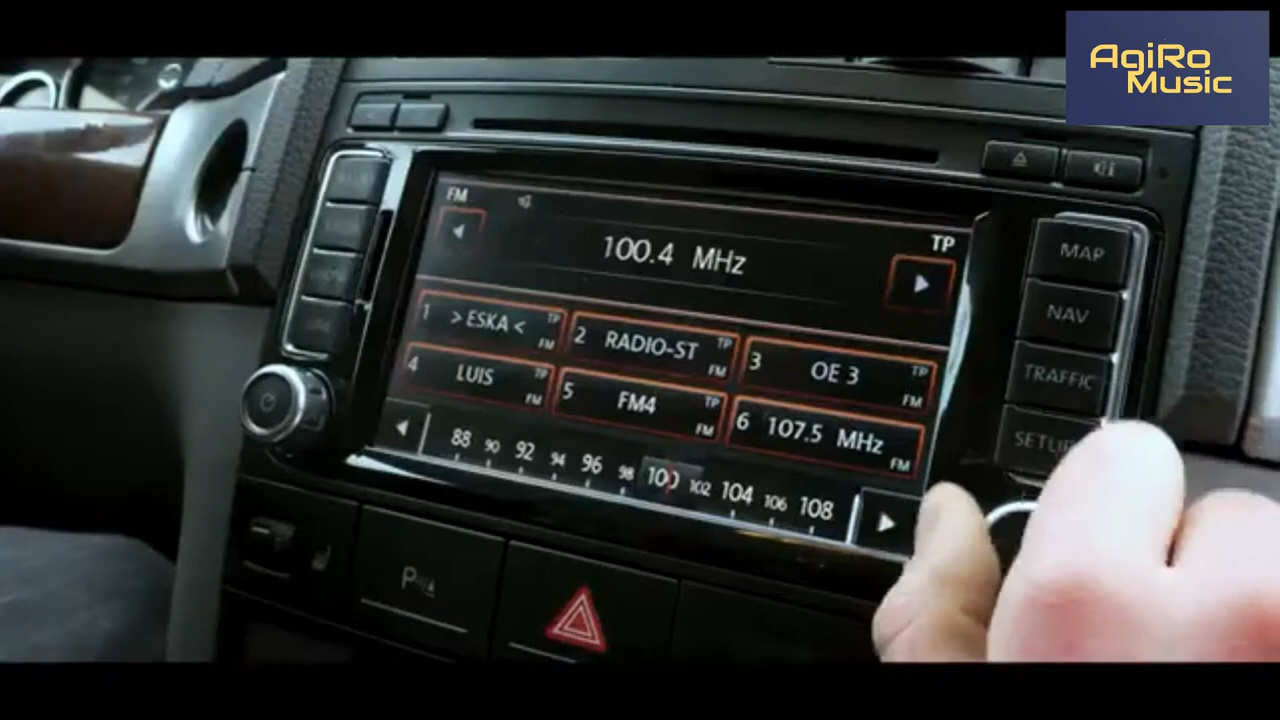 AgiRo
Music
FM
TP
100.4 MHz
1 > ESKA < TP FM
2 RADIO-ST TP FM
3 OE 3 TP FM
4 LUIS TP FM
5 FM4 TP FM
6 107.5 MHz FM
88 90 92 94 96 98 100 102 104 106 108
MAP
NAV
TRAFFIC
P